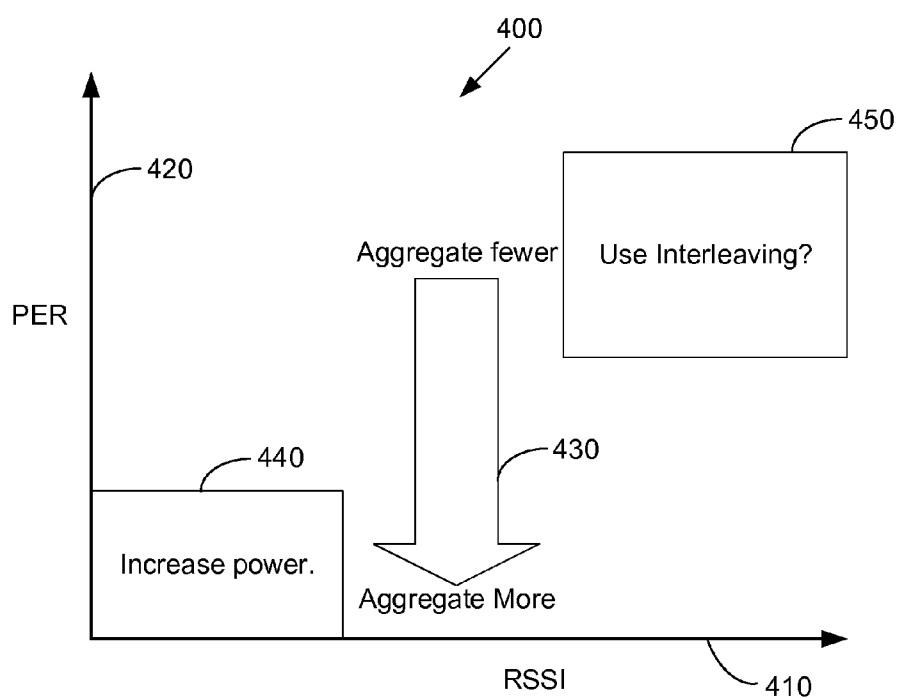 400
450
420
Aggregate fewer
Use Interleaving?
PER
440
430
Increase power.
Aggregate More
RSSI
410